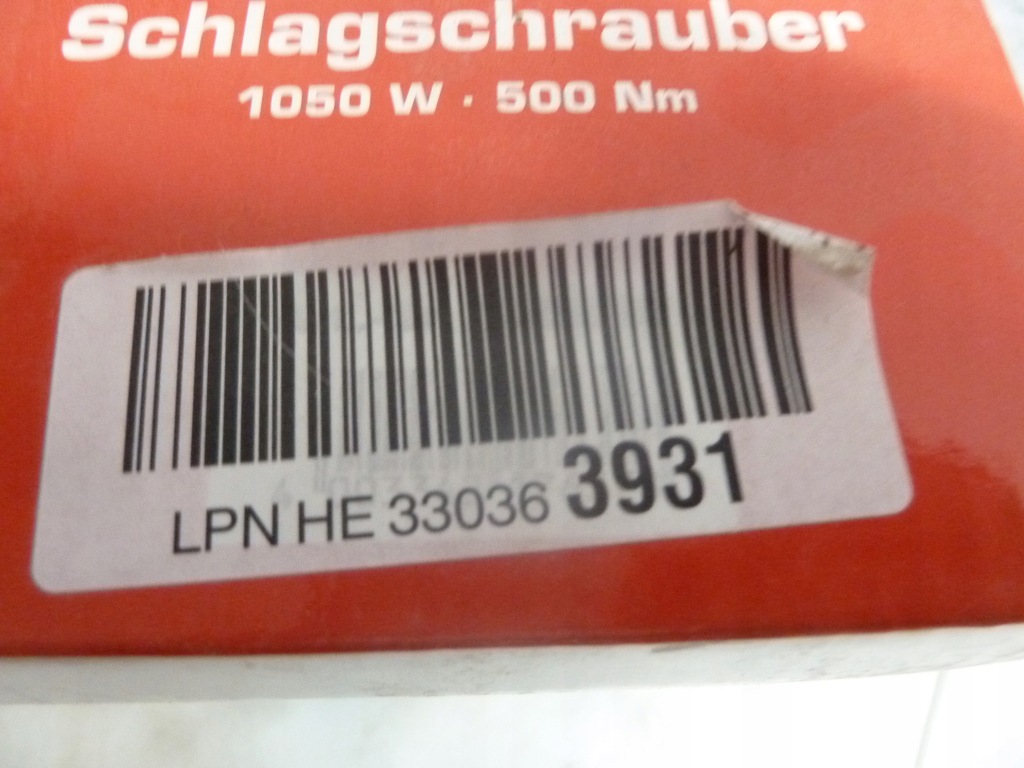 Schlagschrauber
1050 W · 500 Nm
LPN HE 33036 3931